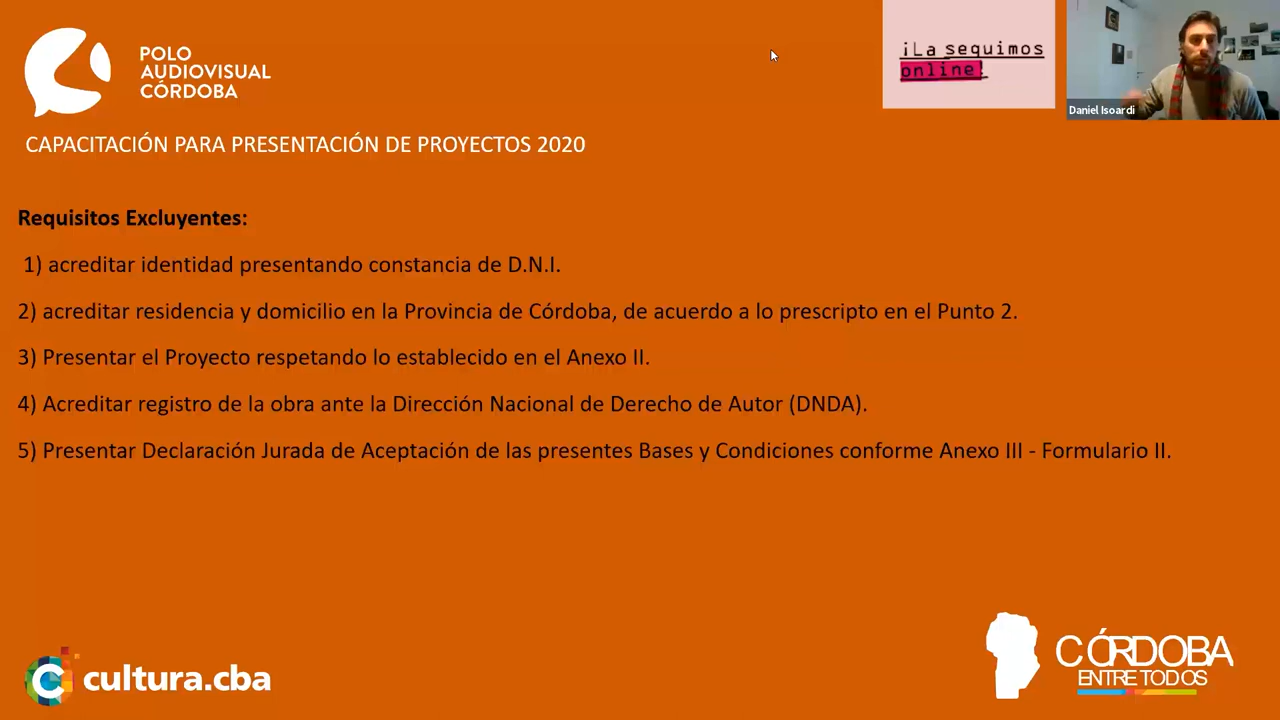 POLO
AUDIOVISUAL
CÓRDOBA
¡La seguimos
online!
Daniel Isoardi
CAPACITACIÓN PARA PRESENTACIÓN DE PROYECTOS 2020
Requisitos Excluyentes:
1) acreditar identidad presentando constancia de D.N.I.
2) acreditar residencia y domicilio en la Provincia de Córdoba, de acuerdo a lo prescripto en el Punto 2.
3) Presentar el Proyecto respetando lo establecido en el Anexo II.
4) Acreditar registro de la obra ante la Dirección Nacional de Derecho de Autor (DNDA).
5) Presentar Declaración Jurada de Aceptación de las presentes Bases y Condiciones conforme Anexo III - Formulario II.
C cultura.cba
CÓRDOBA
ENTRE TODOS